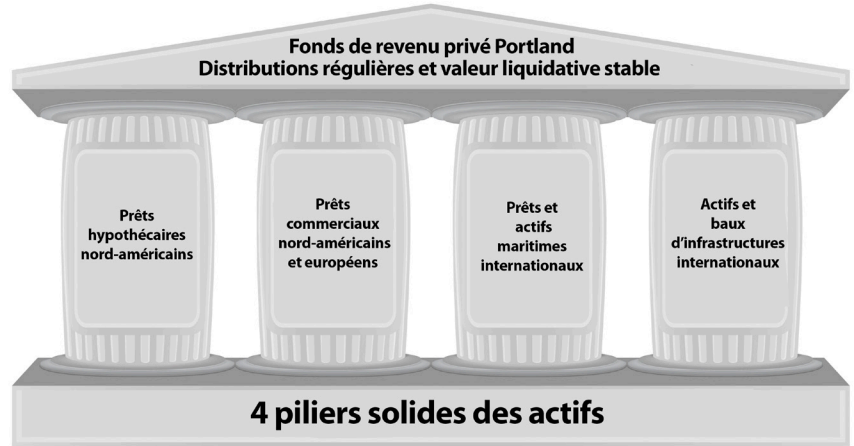 Fonds de revenu privé Portland
Distributions régulières et valeur liquidative stable
Prêts
hypothécaires
nord-américains
Prêts
commerciaux
nord-américains
et européens
Prêts et
actifs
maritimes
internationaux
Actifs et
baux
d’infrastructures
internationaux
4 piliers solides des actifs